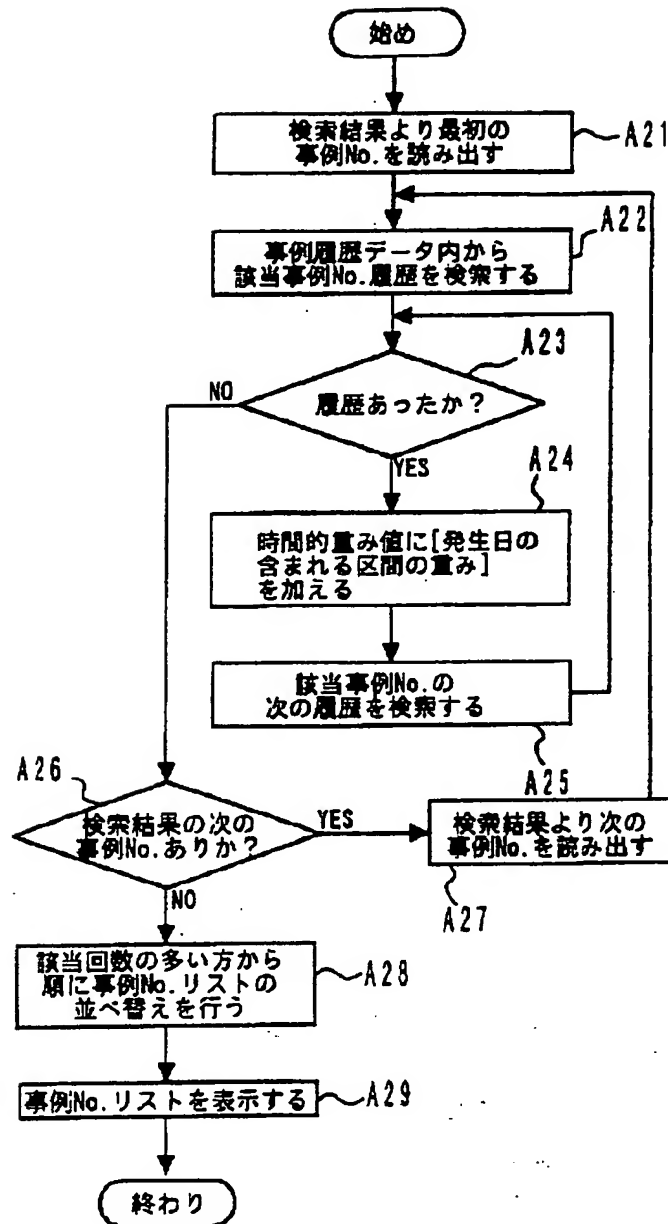 始め
検索結果より最初の
事例No.を読み出す
A21
事例履歴データ内から
該当事例No.履歴を検索する
A22
履歴あったか?
A23
NO
YES
時間的重み値に[発生日の
含まれる区間の重み]
を加える
A24
該当事例No.の
次の履歴を検索する
A25
検索結果の次の
事例No.ありか?
A26
YES
NO
検索結果より次の
事例No.を読み出す
A27
該当回数の多い方から
順に事例No.リストの
並べ替えを行う
A28
事例No.リストを表示する
A29
終わり